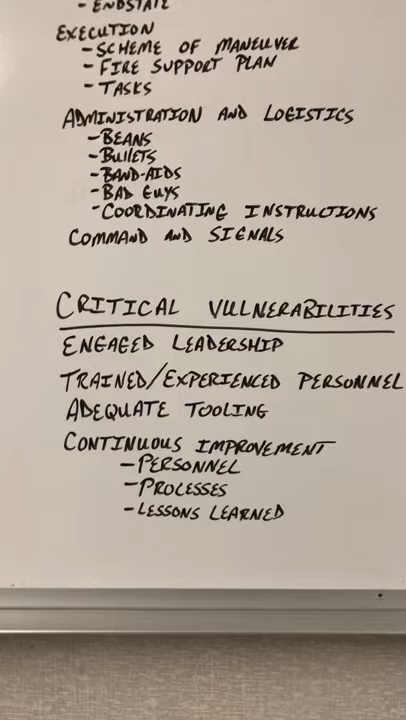 - ENDSTATE
EXECUTION
- SCHEME OF MANEUVER
- FIRE SUPPORT PLAN
- TASKS
ADMINISTRATION AND LOGISTICS
- BEANS
- BULLETS
- BAND-AIDS
- BAD GUYS
- COORDINATING INSTRUCTIONS
COMMAND AND SIGNALS
CRITICAL VULNERABILITIES
ENGAGED LEADERSHIP
TRAINED/EXPERIENCED PERSONNEL
ADEQUATE TOOLING
CONTINUOUS IMPROVEMENT
- PERSONNEL
- PROCESSES
- LESSONS LEARNED